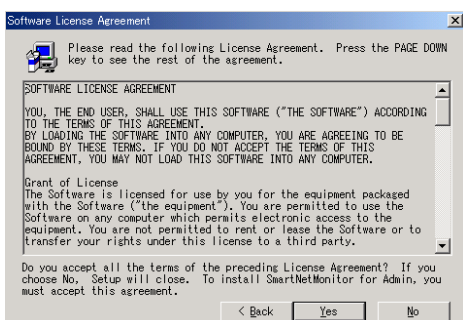 Software License Agreement
Please read the following License Agreement. Press the PAGE DOWN
key to see the rest of the agreement.
SOFTWARE LICENSE AGREEMENT
YOU, THE END USER, SHALL USE THIS SOFTWARE ("THE SOFTWARE") ACCORDING
TO THE TERMS OF THIS AGREEMENT.
BY LOADING THE SOFTWARE INTO ANY COMPUTER, YOU ARE AGREEING TO BE
BOUND BY THESE TERMS. IF YOU DO NOT ACCEPT THE TERMS OF THIS
AGREEMENT, YOU MAY NOT LOAD THIS SOFTWARE INTO ANY COMPUTER.
Grant of License
The Software is licensed for use by you for the equipment packaged
with the Software ("the equipment"). You are permitted to use the
Software on any computer which permits electronic access to the
equipment. You are not permitted to rent or lease the Software or to
transfer your rights under this license to a third party.
Do you accept all the terms of the preceding License Agreement? If you
choose No, Setup will close. To install SmartNetMonitor for Admin, you
must accept this agreement.
< Back Yes No